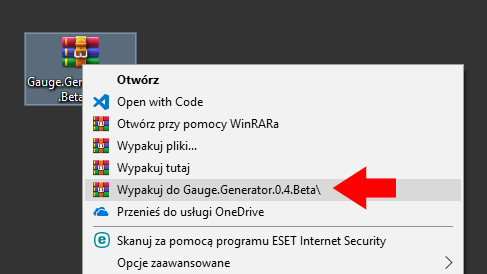 Gauge.Ge
.Beta
Otwórz
Open with Code
Otwórz przy pomocy WinRARa
Wypakuj pliki...
Wypakuj tutaj
Wypakuj do Gauge.Generator.0.4.Beta\
Przenieś do usługi OneDrive
Skanuj za pomocą programu ESET Internet Security
Opcje zaawansowane